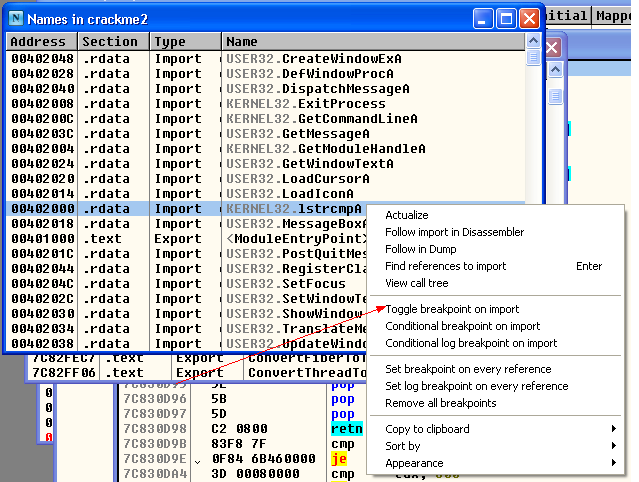 nitial Mappe
N Names in crackme2
Address Section Type Name
00402048 .rdata Import USER32.CreateWindowExA
00402028 .rdata Import USER32.DefWindowProcA
00402040 .rdata Import USER32.DispatchMessageA
00402008 .rdata Import KERNEL32.ExitProcess
0040200C .rdata Import KERNEL32.GetCommandLineA
0040203C .rdata Import USER32.GetMessageA
00402004 .rdata Import KERNEL32.GetModuleHandleA
00402024 .rdata Import USER32.GetWindowTextA
00402020 .rdata Import USER32.LoadCursorA
00402014 .rdata Import USER32.LoadIconA
00402000 .rdata Import KERNEL32.lstrcmpA
00402018 .rdata Import USER32.MessageBoxA
00401000 .text Export <ModuleEntryPoint>
0040201C .rdata Import USER32.PostQuitMes
00402044 .rdata Import USER32.RegisterCla
0040204C .rdata Import USER32.SetFocus
0040202C .rdata Import USER32.SetWindowTe
00402030 .rdata Import USER32.ShowWindow
00402034 .rdata Import USER32.TranslateMe
00402038 .rdata Import USER32.UpdateWindo
Actualize
Follow import in Disassembler
Follow in Dump
Find references to import Enter
View call tree
Toggle breakpoint on import
Conditional breakpoint on import
Conditional log breakpoint on import
Set breakpoint on every reference
Set log breakpoint on every reference
Remove all breakpoints
Copy to clipboard
Sort by
Appearance
7C82FEC7 .text Export ConvertFiberTo
7C82FF06 .text Export ConvertThreadTo
7C830D95 5E pop
7C830D96 5B pop
7C830D97 5D pop
7C830D98 C2 0800 retn
7C830D9B 83F8 7F cmp
7C830D9E 0F84 6B460000 je
7C830DA4 3D 00080000 cmp